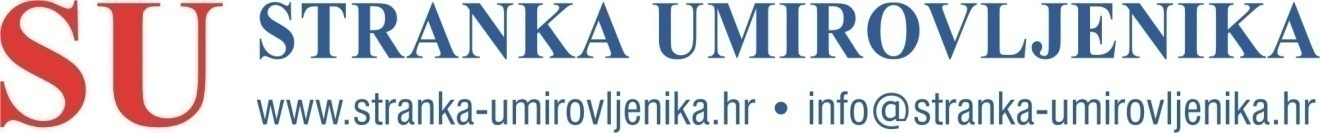 SU STRANKA UMIROVLJENIKA
www.stranka-umirovljenika.hr • info@stranka-umirovljenika.hr